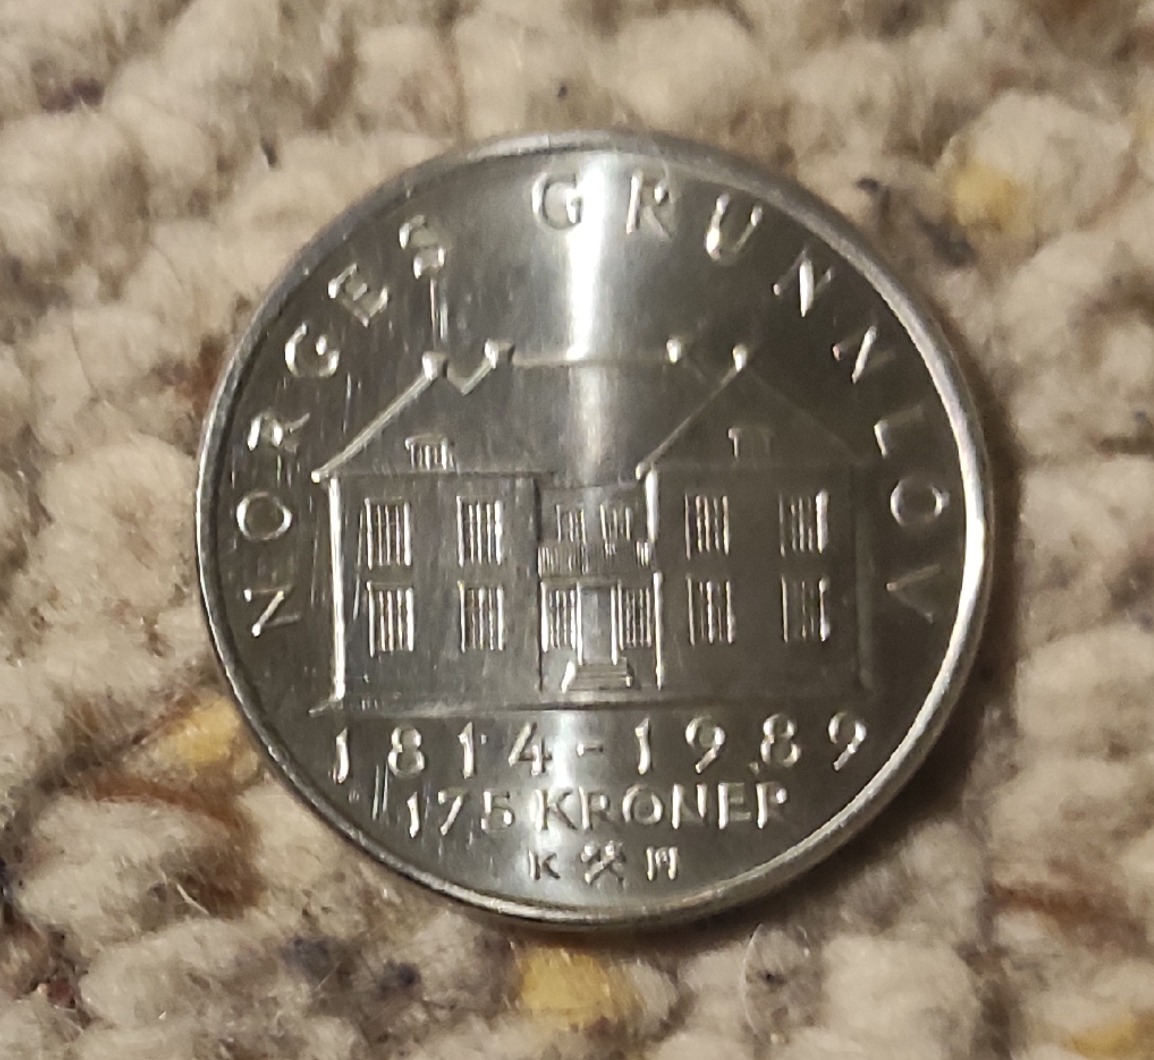 NORGES GRUNNLOV
1814-1989
175 KRONER
K ⚒ M